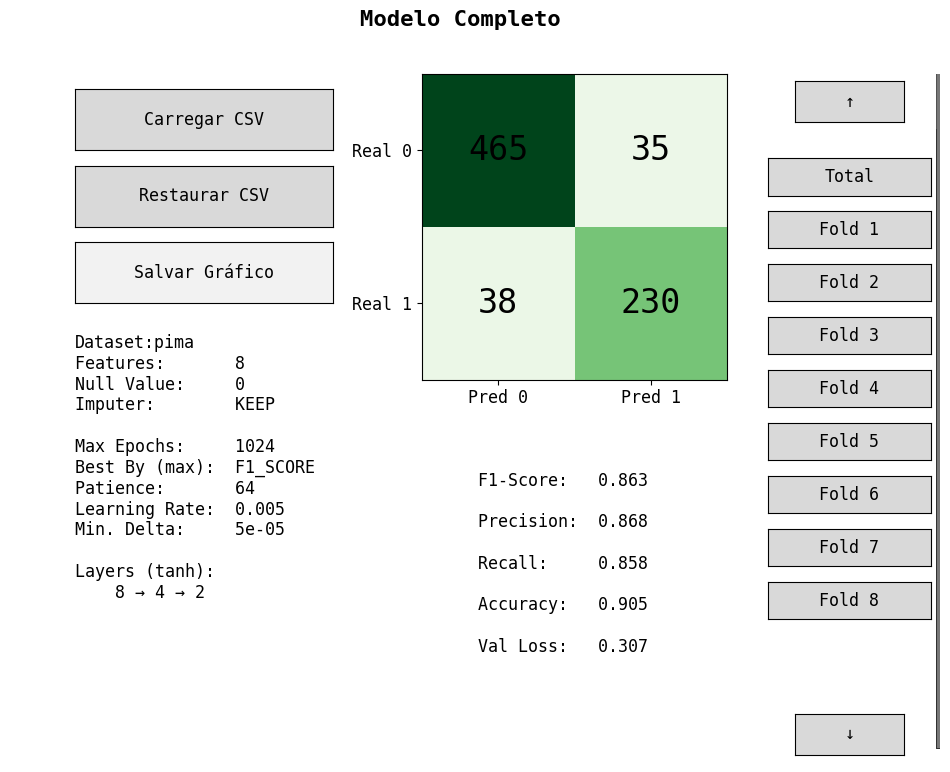 Modelo Completo
Carregar CSV
Restaurar CSV
Salvar Gráfico
Dataset:pima
Features: 8
Null Value: 0
Imputer: KEEP
Max Epochs: 1024
Best By (max): F1_SCORE
Patience: 64
Learning Rate: 0.005
Min. Delta: 5e-05
Layers (tanh):
8 → 4 → 2
Real 0 465 35
Real 1 38 230
Pred 0 Pred 1
F1-Score: 0.863
Precision: 0.868
Recall: 0.858
Accuracy: 0.905
Val Loss: 0.307
↑
Total
Fold 1
Fold 2
Fold 3
Fold 4
Fold 5
Fold 6
Fold 7
Fold 8
↓